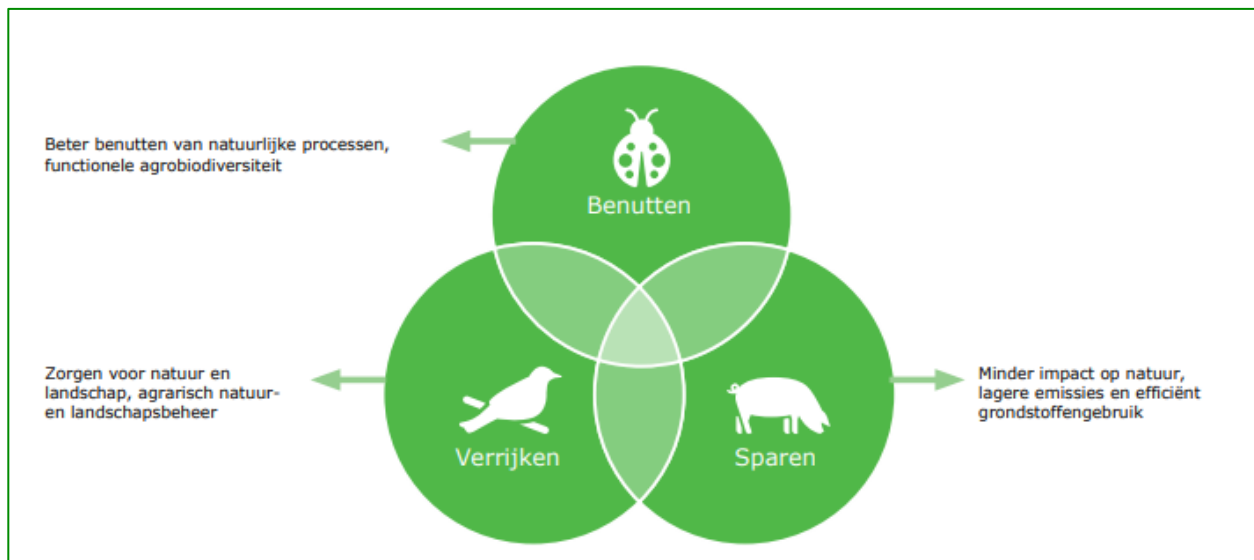 Beter benutten van natuurlijke processen,
functionele agrobiodiversiteit
Benutten
Zorgen voor natuur en
landschap, agrarisch natuur-
en landschapsbeheer
Verrijken
Sparen
Minder impact op natuur,
lagere emissies en efficiënt
grondstoffengebruik